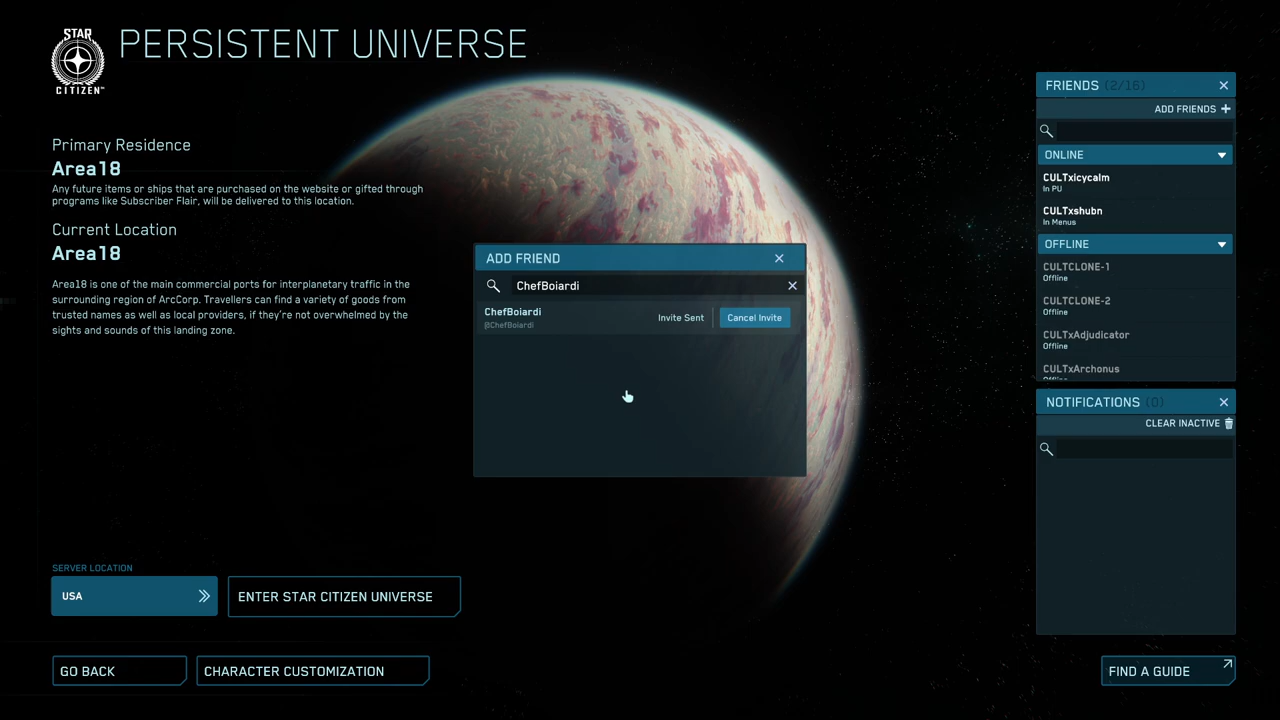 STAR
CITIZEN™
PERSISTENT UNIVERSE
Primary Residence
Area18
Any future items or ships that are purchased on the website or gifted through
programs like Subscriber Flair, will be delivered to this location.
Current Location
Area18
Area18 is one of the main commercial ports for interplanetary traffic in the
surrounding region of ArcCorp. Travellers can find a variety of goods from
trusted names as well as local providers, if they're not overwhelmed by the
sights and sounds of this landing zone.
SERVER LOCATION
USA
ENTER STAR CITIZEN UNIVERSE
GO BACK
CHARACTER CUSTOMIZATION
ADD FRIEND
ChefBoiardi
ChefBoiardi
@ChefBoiardi
Invite Sent
Cancel Invite
FRIENDS (2/16)
ADD FRIENDS
ONLINE
CULTxicycalm
In PU
CULTxshubn
In Menus
OFFLINE
CULTCLONE-1
Offline
CULTCLONE-2
Offline
CULTxAdjudicator
Offline
CULTxArchonus
Offline
NOTIFICATIONS (0)
CLEAR INACTIVE
FIND A GUIDE